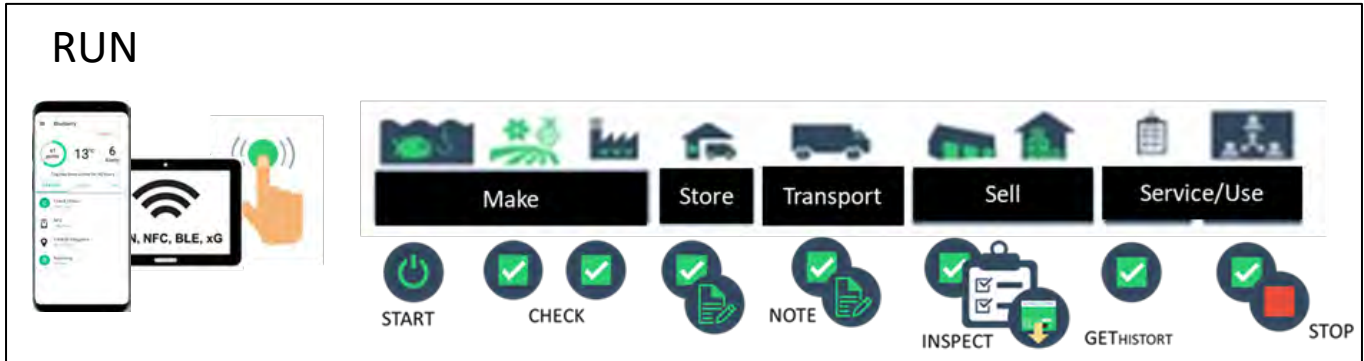 RUN
Blueberry
13°C
6
N, NFC, BLE, xG
Make
Store
Transport
Sell
Service/Use
START
CHECK
NOTE
INSPECT
GETHISTORT
STOP